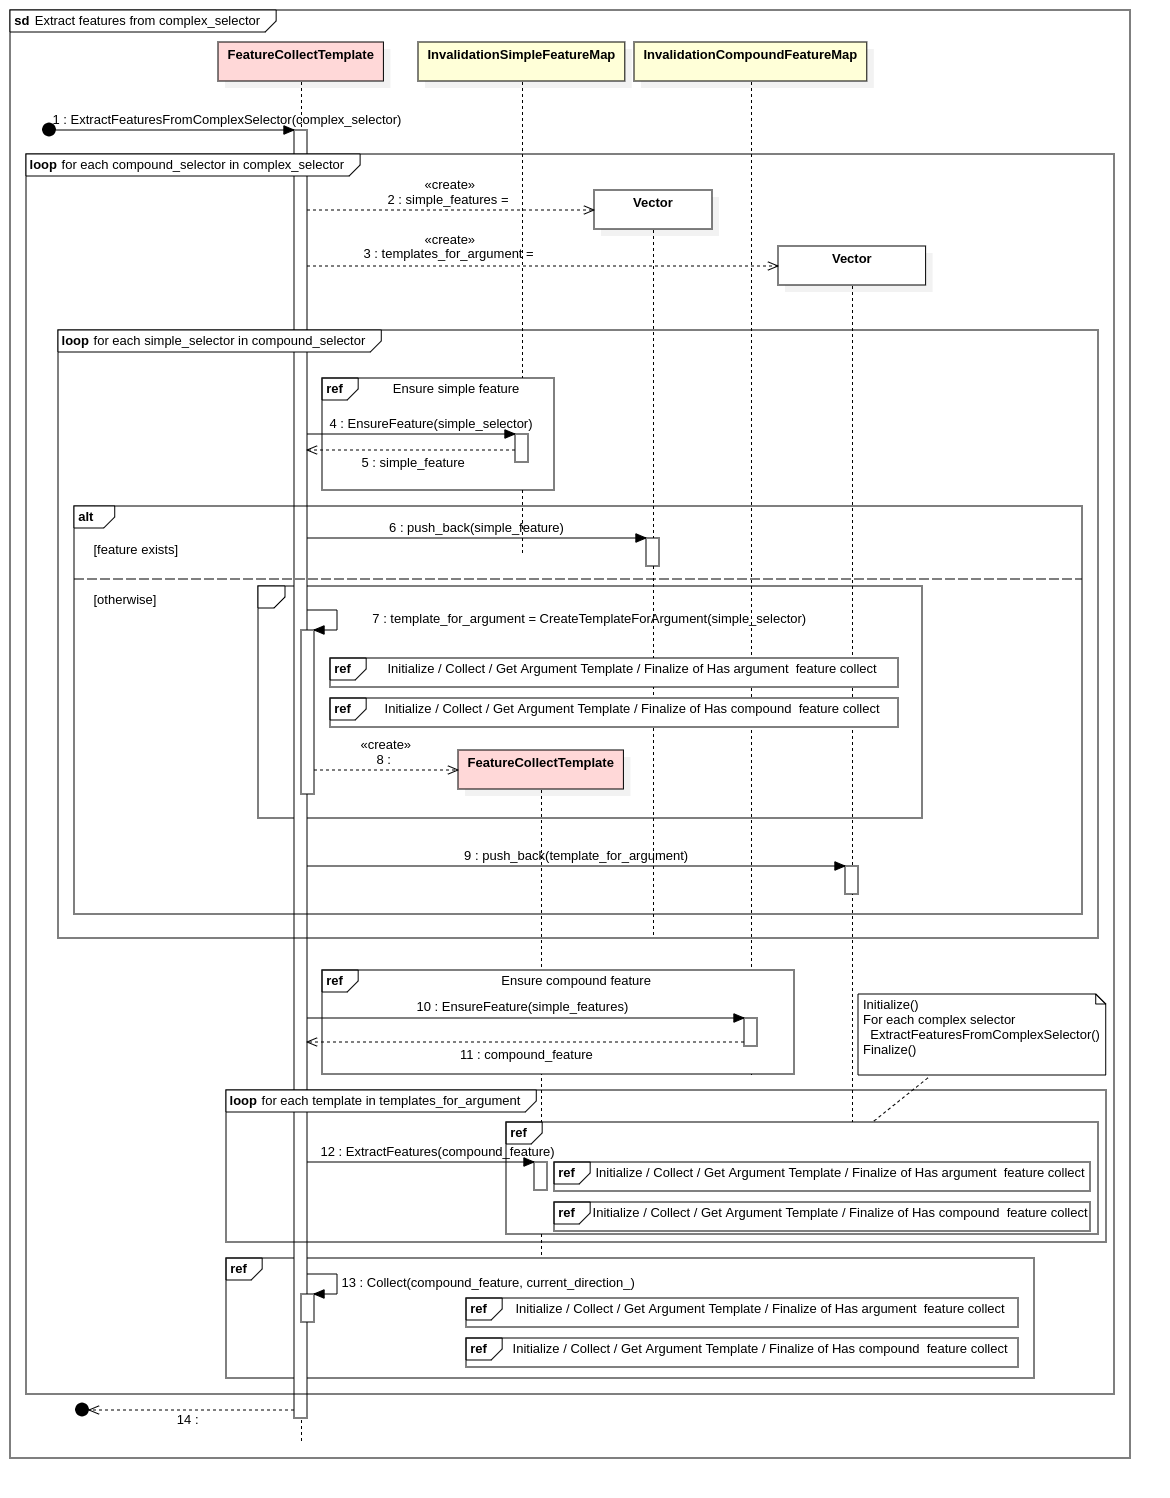 sd Extract features from complex_selector
FeatureCollectTemplate
InvalidationSimpleFeatureMap
InvalidationCompoundFeatureMap
1 : ExtractFeaturesFromComplexSelector(complex_selector)
loop for each compound_selector in complex_selector
«create»
2 : simple_features =
Vector
«create»
3 : templates_for_argument =
Vector
loop for each simple_selector in compound_selector
ref Ensure simple feature
4 : EnsureFeature(simple_selector)
5 : simple_feature
alt
6 : push_back(simple_feature)
[feature exists]
[otherwise]
7 : template_for_argument = CreateTemplateForArgument(simple_selector)
ref Initialize / Collect / Get Argument Template / Finalize of Has argument  feature collect
ref Initialize / Collect / Get Argument Template / Finalize of Has compound  feature collect
«create»
8 :
FeatureCollectTemplate
9 : push_back(template_for_argument)
ref Ensure compound feature
10 : EnsureFeature(simple_features)
11 : compound_feature
Initialize()
For each complex selector
  ExtractFeaturesFromComplexSelector()
Finalize()
loop for each template in templates_for_argument
ref
12 : ExtractFeatures(compound_feature)
ref Initialize / Collect / Get Argument Template / Finalize of Has argument  feature collect
ref Initialize / Collect / Get Argument Template / Finalize of Has compound  feature collect
ref
13 : Collect(compound_feature, current_direction_)
ref Initialize / Collect / Get Argument Template / Finalize of Has argument  feature collect
ref Initialize / Collect / Get Argument Template / Finalize of Has compound  feature collect
14 :